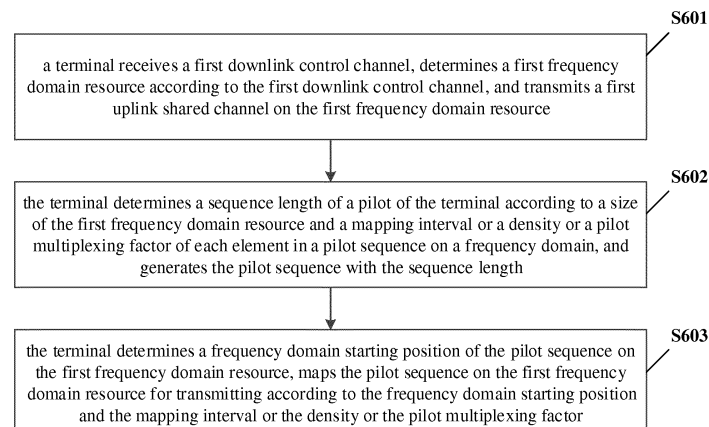 S601
a terminal receives a first downlink control channel, determines a first frequency
domain resource according to the first downlink control channel, and transmits a first
uplink shared channel on the first frequency domain resource
S602
the terminal determines a sequence length of a pilot of the terminal according to a size
of the first frequency domain resource and a mapping interval or a density or a pilot
multiplexing factor of each element in a pilot sequence on a frequency domain, and
generates the pilot sequence with the sequence length
S603
the terminal determines a frequency domain starting position of the pilot sequence on
the first frequency domain resource, maps the pilot sequence on the first frequency
domain resource for transmitting according to the frequency domain starting position
and the mapping interval or the density or the pilot multiplexing factor